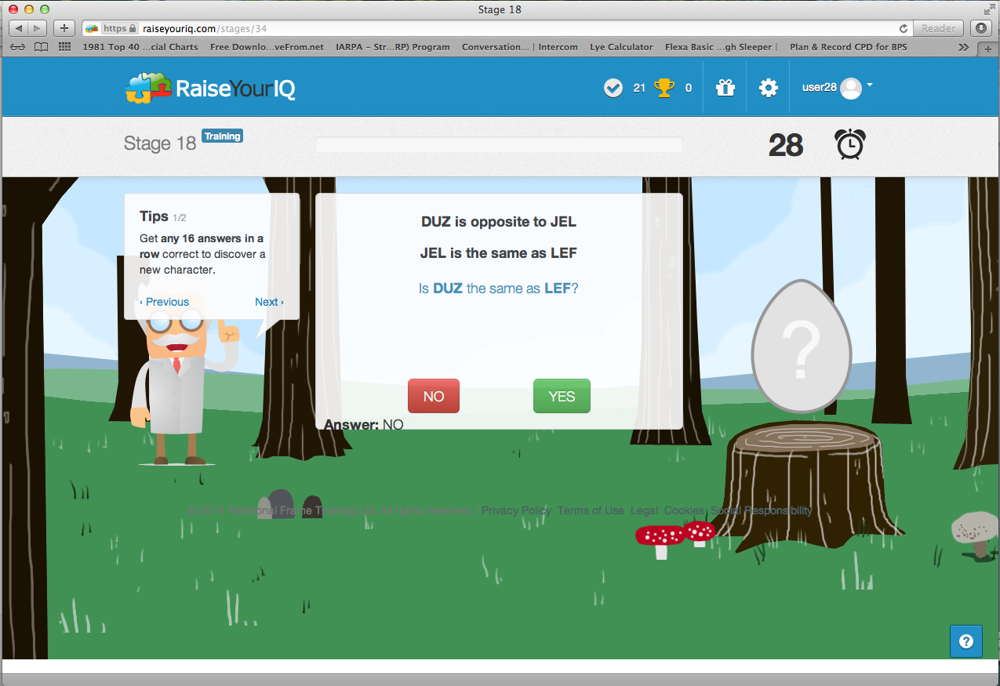 Stage 18
https raiseyouriq.com/stages/34
Reader
1981 Top 40 ...cial Charts Free Downlo...veFrom.net IARPA - Str...RP) Program Conversation... | Intercom Lye Calculator Flexa Basic ...gh Sleeper | Plan & Record CPD for BPS
RaiseYourIQ
21 0 user28
Stage 18 Training
28
Tips 1/2
Get any 16 answers in a
row correct to discover a
new character.
‹ Previous Next ›
DUZ is opposite to JEL
JEL is the same as LEF
Is DUZ the same as LEF?
NO YES
Answer: NO
?
© 2014 Relational Frame Training Ltd. All rights reserved. | Privacy Policy Terms of Use Legal Cookies Social Responsibility
?